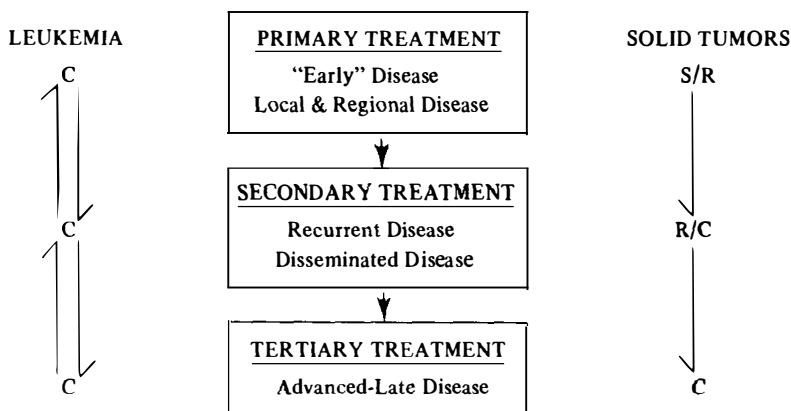 LEUKEMIA
PRIMARY TREATMENT
SOLID TUMORS
C
“Early” Disease
S/R
Local & Regional Disease
SECONDARY TREATMENT
C
Recurrent Disease
R/C
Disseminated Disease
TERTIARY TREATMENT
C
Advanced-Late Disease
C